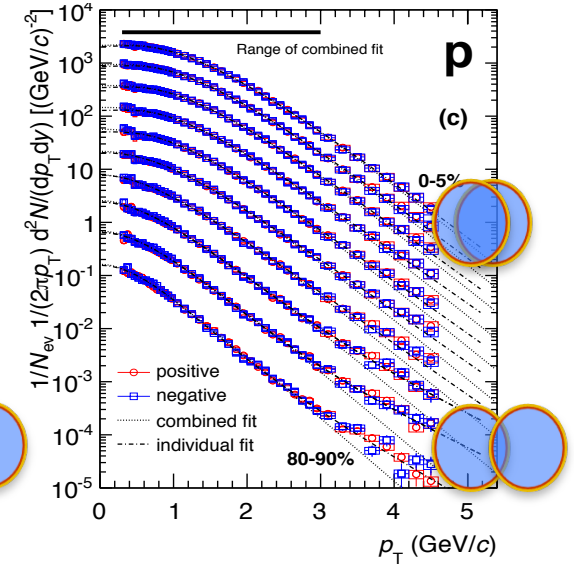 1/N_ev 1/(2πp_T) d²N/(dp_T dy) [(GeV/c)⁻²]
10⁴
10³
10²
10
1
10⁻¹
10⁻²
10⁻³
10⁻⁴
10⁻⁵
Range of combined fit
p
(c)
0-5%
positive
negative
combined fit
individual fit
80-90%
0 1 2 3 4 5
p_T (GeV/c)